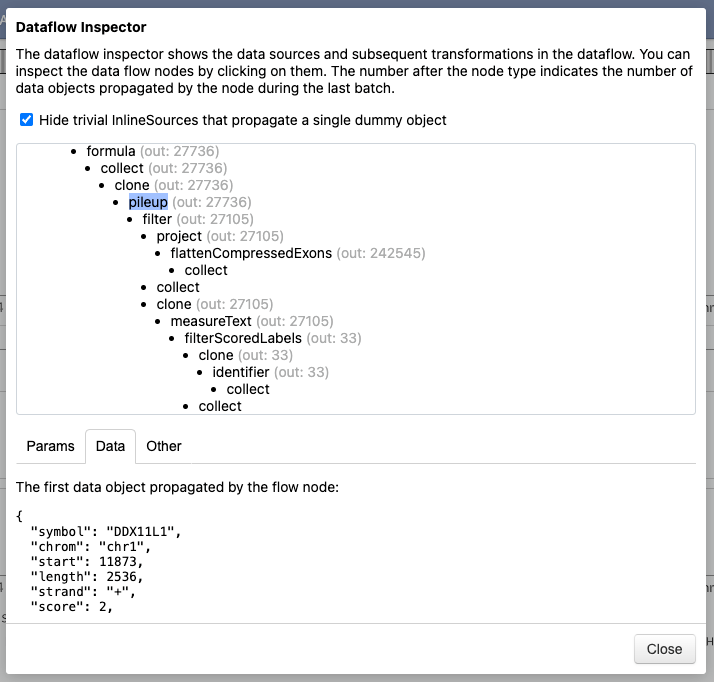 Dataflow Inspector
The dataflow inspector shows the data sources and subsequent transformations in the dataflow. You can
inspect the data flow nodes by clicking on them. The number after the node type indicates the number of
data objects propagated by the node during the last batch.
Hide trivial InlineSources that propagate a single dummy object
• formula (out: 27736)
• collect (out: 27736)
• clone (out: 27736)
• pileup (out: 27736)
• filter (out: 27105)
• project (out: 27105)
• flattenCompressedExons (out: 242545)
• collect
• collect
• clone (out: 27105)
• measureText (out: 27105)
• filterScoredLabels (out: 33)
• clone (out: 33)
• identifier (out: 33)
• collect
• collect
Params Data Other
The first data object propagated by the flow node:
{
"symbol": "DDX11L1",
"chrom": "chr1",
"start": 11873,
"length": 2536,
"strand": "+",
"score": 2,
Close